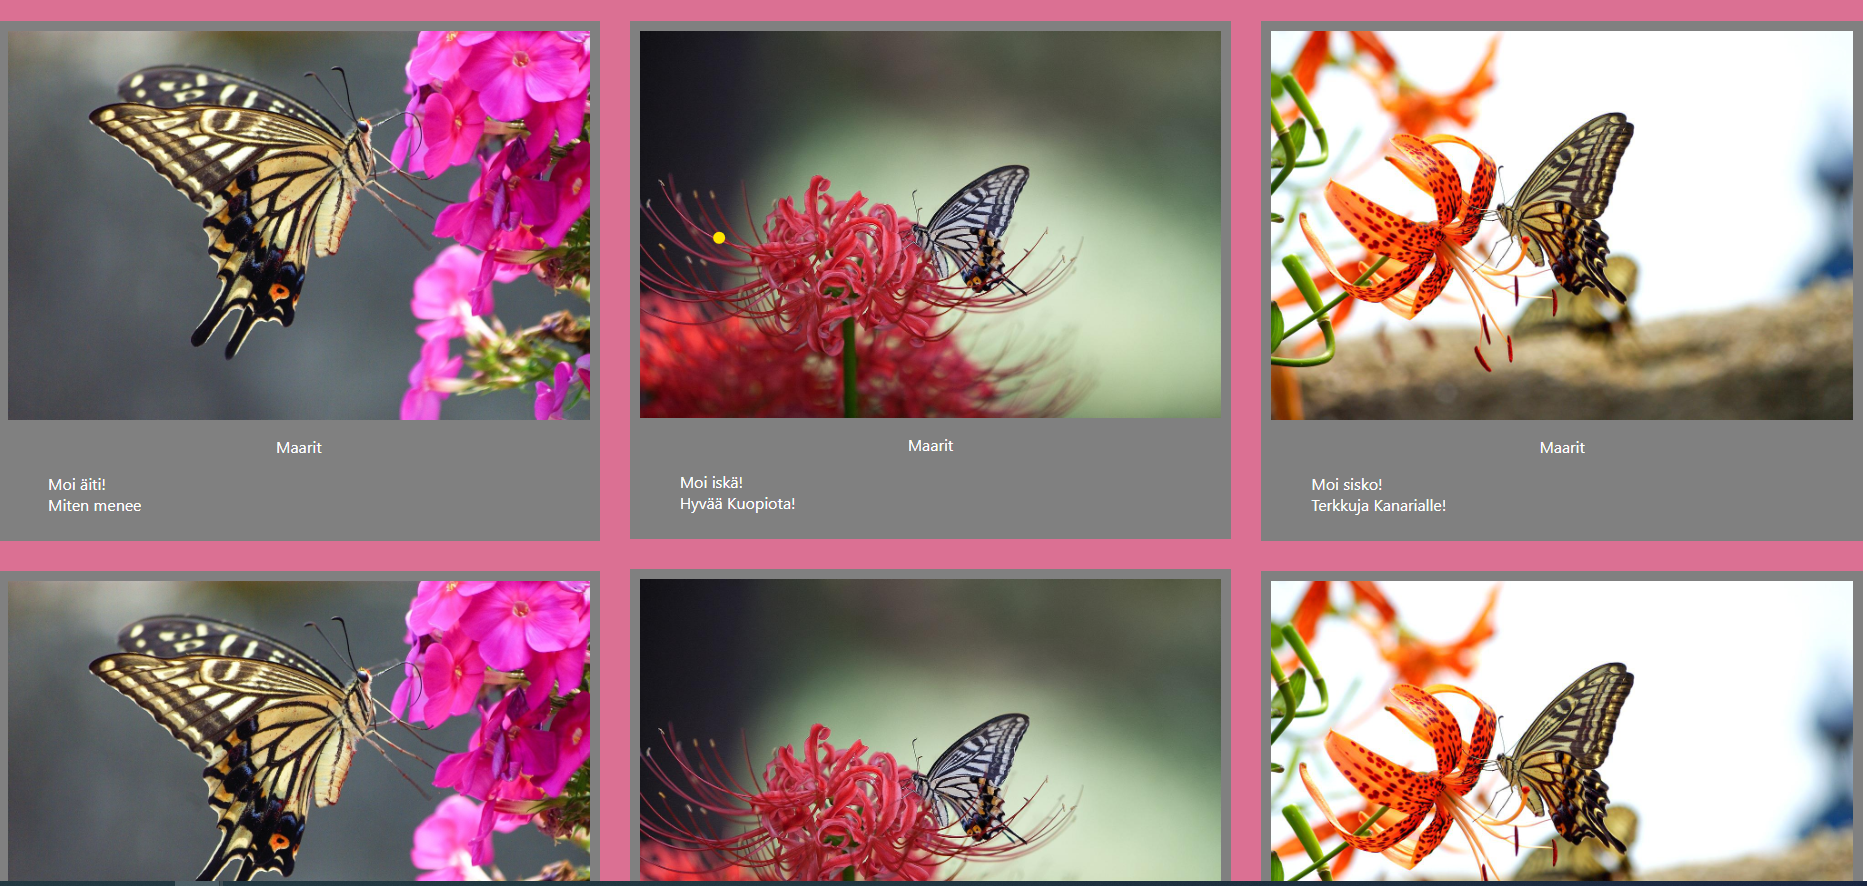 Maarit
Moi äiti!
Miten menee
Maarit
Moi iskä!
Hyvää Kuopiota!
Maarit
Moi sisko!
Terkkuja Kanarialle!